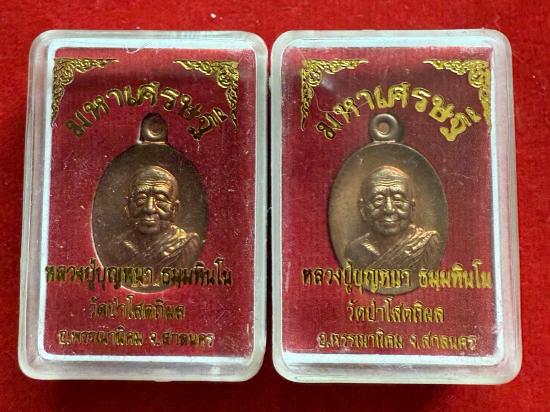 มหาเศรษฐี
หลวงปู่บุญหนา ธมฺมทินฺโน
วัดป่าโสตถิผล
อ.พรรณานิคม จ.สกลนคร
มหาเศรษฐี
หลวงปู่บุญหนา ธมฺมทินฺโน
วัดป่าโสตถิผล
อ.พรรณานิคม จ.สกลนคร